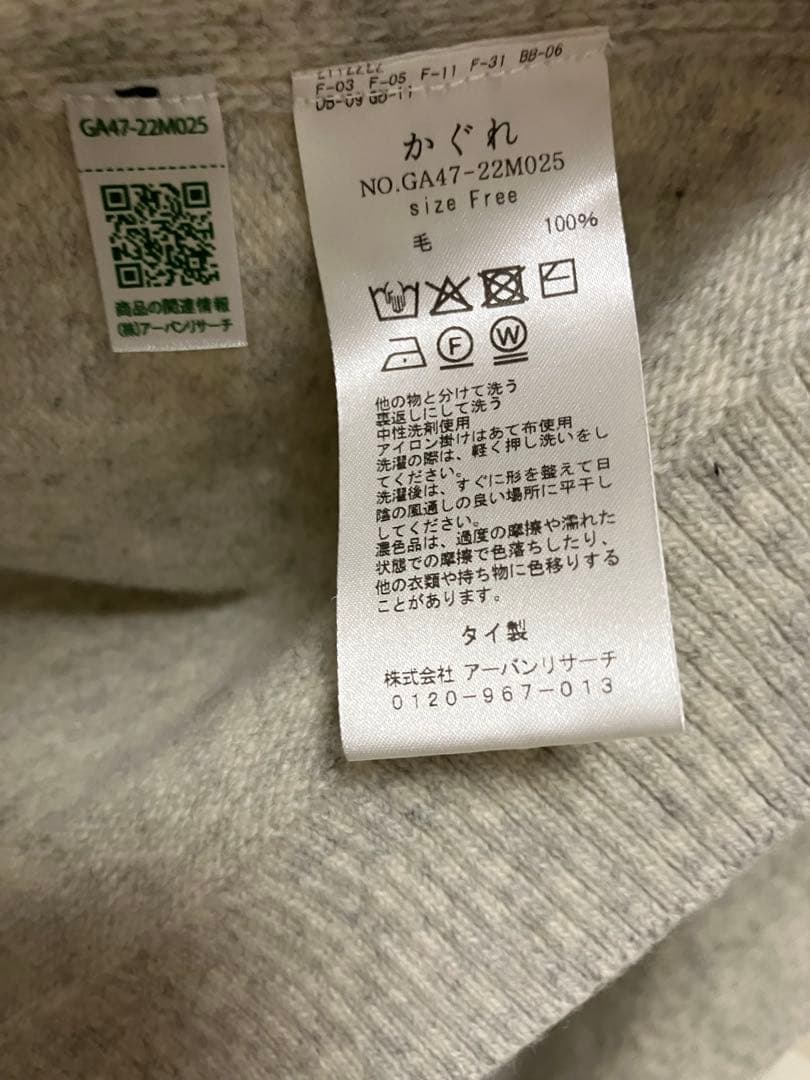 GA47-22M025
商品の関連情報
(株)アーバンリサーチ
F-03 F-05 F-11 F-31 BB-06
かぐれ
NO.GA47-22M025
size Free
毛 100%
F W
他の物と分けて洗う
裏返しにして洗う
中性洗剤使用
アイロン掛けはあて布使用
洗濯の際は、軽く押し洗いをし
てください。
洗濯後は、すぐに形を整えて日
陰の風通しの良い場所に平干し
してください。
濃色品は、過度の摩擦や濡れた
状態での摩擦で色落ちしたり、
他の衣類や持ち物に色移りする
ことがあります。
タイ製
株式会社 アーバンリサーチ
0120-967-013